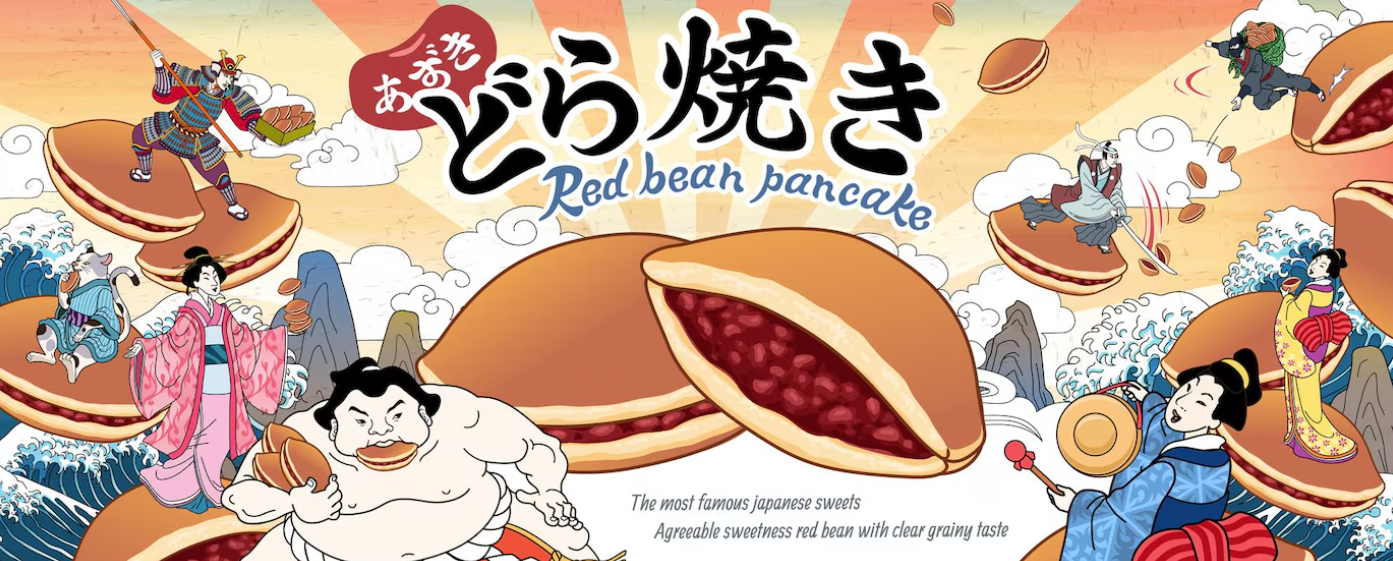 あずき
どら焼き
Red bean pancake
The most famous japanese sweets
Agreeable sweetness red bean with clear grainy taste